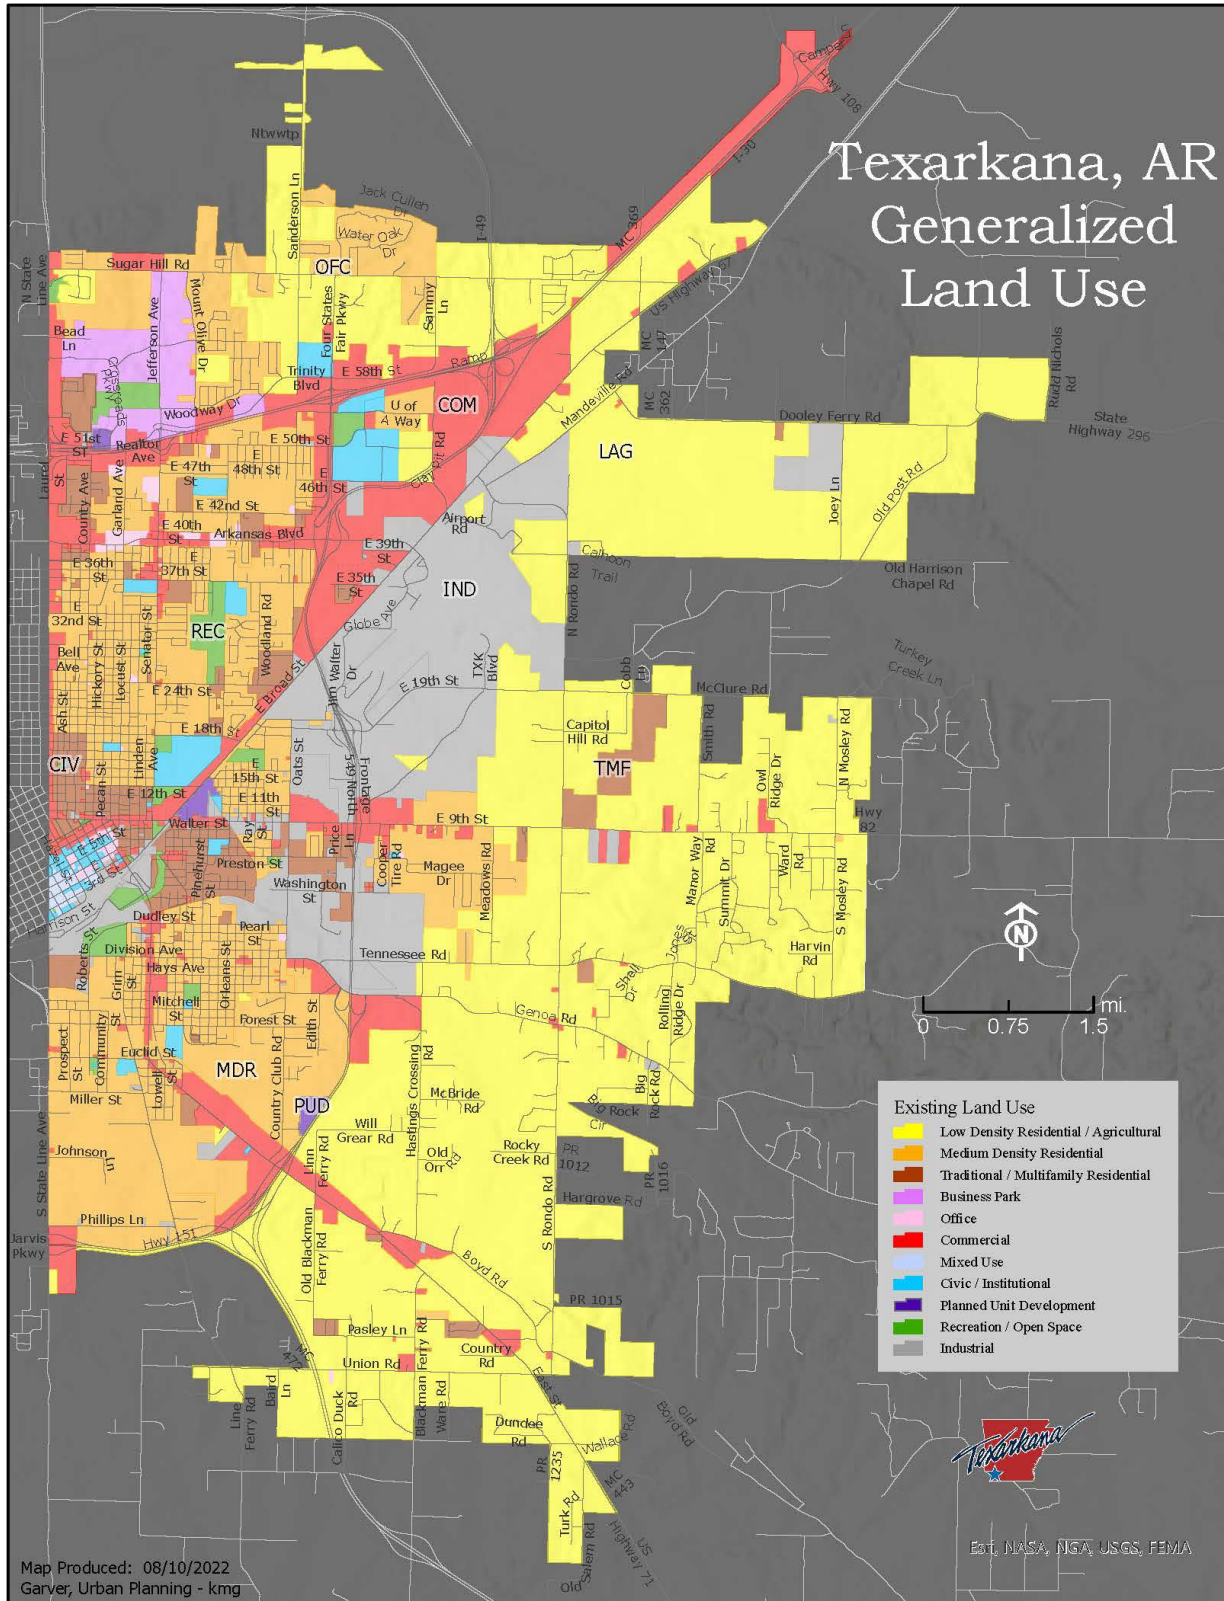 Texarkana, AR
Generalized
Land Use
Camper
Hwy 108
I-30
Ntwwtp
Sanderson Ln
Jack Cullen
Dr
Water Oak
Dr
I-49
MC 369
N State
Line Ave
Sugar Hill Rd
OFC
US Highway 67
Jefferson Ave
Mount Olive Dr
Four States
Fair Pkwy
Sammy
Ln
Bead
Ln
Crossroads
Pkwy
Trinity
Blvd
E 58th St
Ramp
MC
147
MC
362
Mandeville Rd
Rudd Nichols
Rd
Woodway Dr
U of
A Way
COM
Dooley Ferry Rd
State
Highway 296
E 51st
ST
Realtor
Ave
E 50th St
LAG
Laurel
St
County Ave
Garland Ave
E 47th
St
E
48th St
E
46th St
Clay Pit Rd
Joey Ln
Old Post Rd
E 42nd St
E 40th
St
Arkansas Blvd
Airport
Rd
E 39th
St
Calhoon
Trail
E 36th
St
E
37th St
E 35th
St
Old Harrison
Chapel Rd
IND
N Rondo Rd
E
32nd St
Senator St
REC
Woodland Rd
Globe Ave
Bell
Ave
Hickory St
Locust St
Jim Walter
Dr
TXK
Blvd
Cobb
Ln
Turkey
Creek Ln
Ash St
E 24th St
E Broad St
E 19th St
McClure Rd
E 18th
St
Capitol
Hill Rd
Smith Rd
N Mosley Rd
CIV
Linden
Ave
Pecan St
E
15th St
Oats St
549 North
Frontage
TMF
Owl
Ridge Dr
E 12th St
E 11th
St
Hwy
82
Walter St
E 9th St
Hazel St
E 5th St
E
3rd St
Pinehurst
St
Ray
St
Preston St
Price
Ln
Cooper
Tire Rd
Magee
Dr
Meadows Rd
Manor Way
Rd
Summit Dr
Ward
Rd
S Mosley Rd
Washington
St
Harrison St
Dudley St
Pearl
St
Roberts St
Division Ave
Tennessee Rd
Jones
St
Harvin
Rd
Hays Ave
Grim
St
Orleans St
Shell
Dr
Mitchell
St
Forest St
Edith St
Genoa Rd
Rolling
Ridge Dr
N
mi.
0 0.75 1.5
Prospect
St
Community
St
Euclid St
Lowell
St
MDR
Country Club Rd
Hastings Crossing
Rd
Big
Rock Rd
Miller St
PUD
McBride
Rd
Big Rock
Cir
Will
Grear Rd
Johnson
Ln
Linn
Ferry Rd
Old
Orr Rd
Rocky
Creek Rd
PR
1012
PR
1016
S State Line Ave
Hargrove Rd
Phillips Ln
Jarvis
Pkwy
Hwy 151
Old Blackman
Ferry Rd
S Rondo Rd
Boyd Rd
PR 1015
Pasley Ln
MC
472
Union Rd
Blackman Ferry Rd
Country
Rd
Line
Ferry Rd
Baird
Ln
Calico Duck
Rd
Ware Rd
East St
Dundee
Rd
Old
Boyd Rd
Wallace Rd
PR
1235
MC
443
Turk Rd
US
Highway 71
Old
Salem Rd
Existing Land Use
Low Density Residential / Agricultural
Medium Density Residential
Traditional / Multifamily Residential
Business Park
Office
Commercial
Mixed Use
Civic / Institutional
Planned Unit Development
Recreation / Open Space
Industrial
Texarkana
Esri, NASA, NGA, USGS, FEMA
Map Produced: 08/10/2022
Garver, Urban Planning - kmg